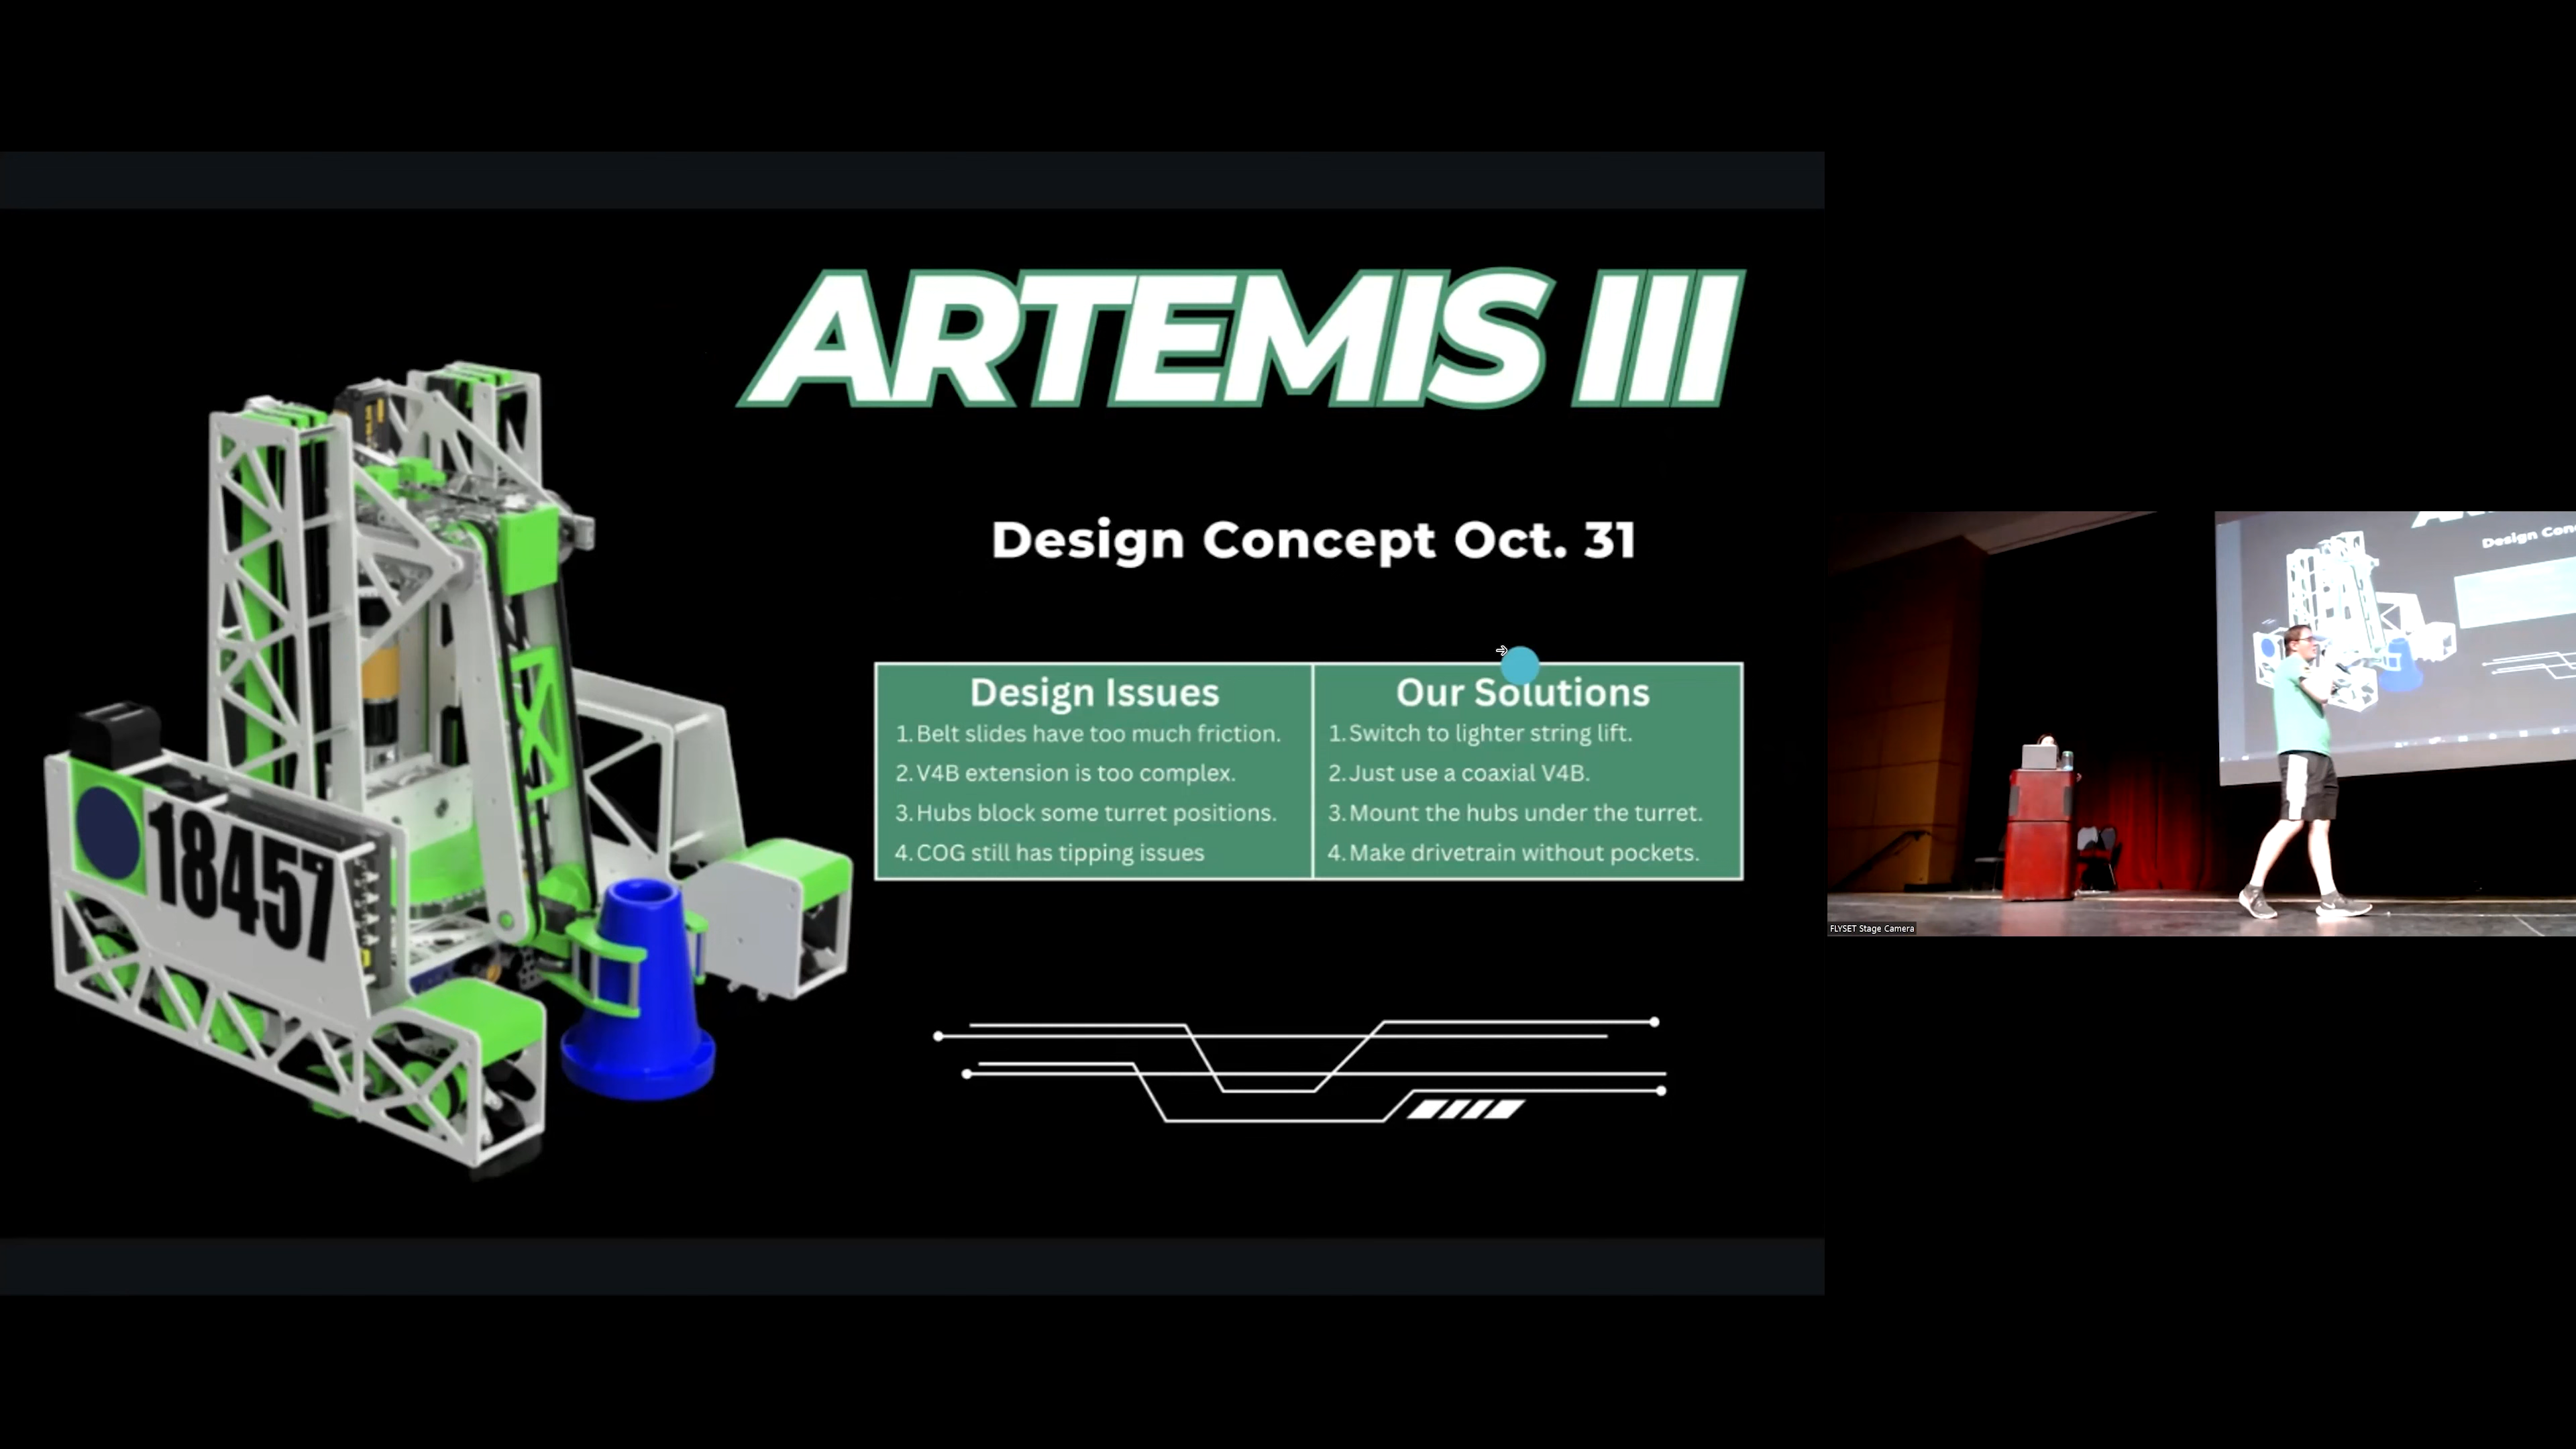 ARTEMIS III
Design Concept Oct. 31
Design Issues
1. Belt slides have too much friction.
2. V4B extension is too complex.
3. Hubs block some turret positions.
4. COG still has tipping issues
Our Solutions
1. Switch to lighter string lift.
2. Just use a coaxial V4B.
3. Mount the hubs under the turret.
4. Make drivetrain without pockets.
18457
Design Con
FLYSET Stage Camera